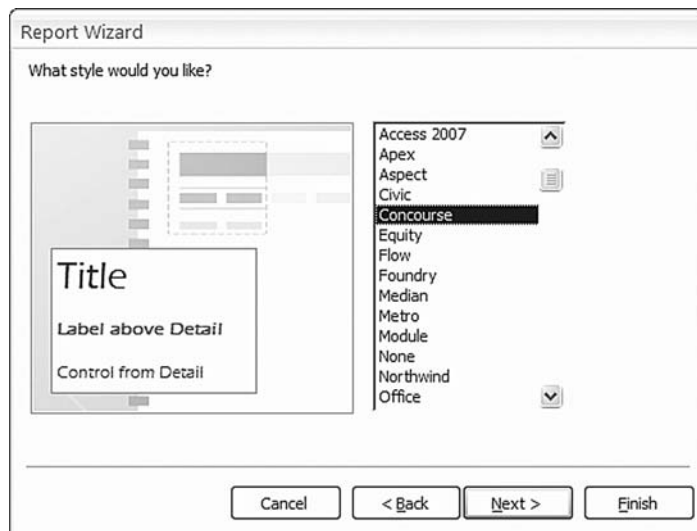 Report Wizard
What style would you like?
Title
Label above Detail
Control from Detail
Access 2007
Apex
Aspect
Civic
Concourse
Equity
Flow
Foundry
Median
Metro
Module
None
Northwind
Office
Cancel
< Back
Next >
Finish